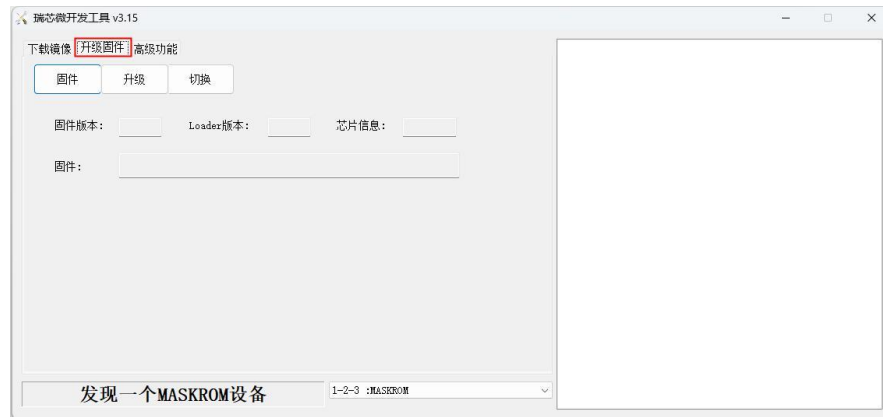 瑞芯微开发工具 v3.15
下载镜像 升级固件 高级功能
固件 升级 切换
固件版本: Loader版本: 芯片信息:
固件:
发现一个MASKROM设备 1-2-3 :MASKROM